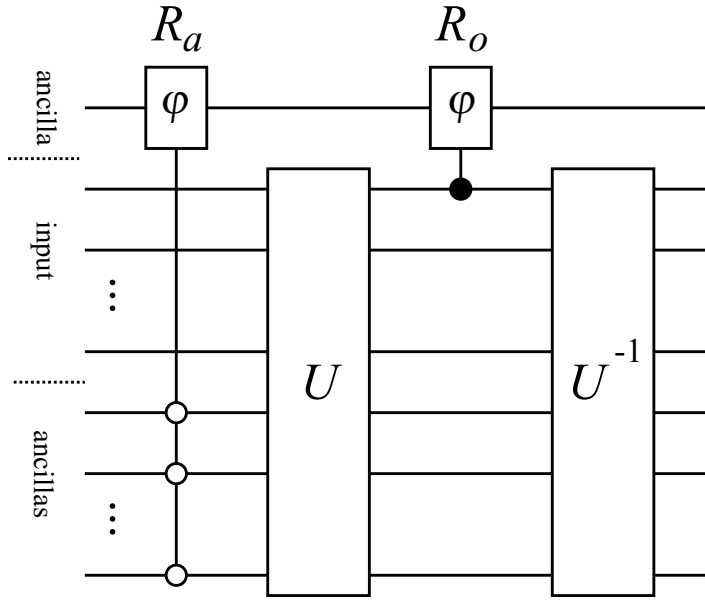 R_a R_o
φ φ
ancilla
input
⋮
U U^{-1}
ancillas
⋮